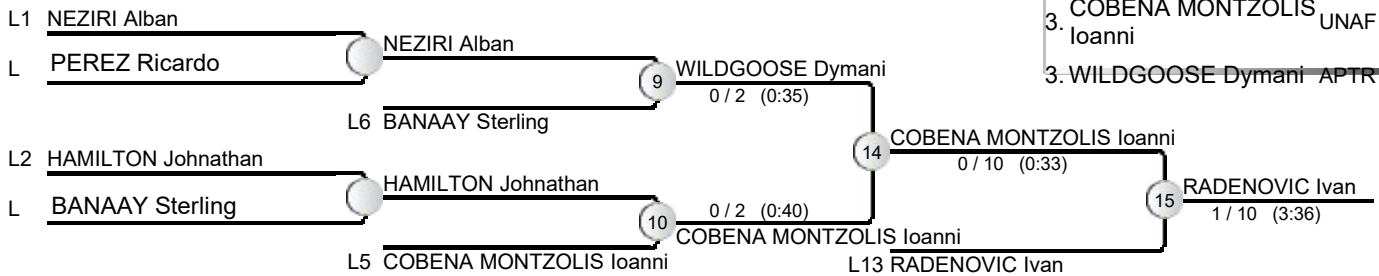 L1 NEZIRI Alban
L PEREZ Ricardo
NEZIRI Alban
L6 BANAAY Sterling
9
WILDGOOSE Dymani
0 / 2 (0:35)
L2 HAMILTON Johnathan
L BANAAY Sterling
HAMILTON Johnathan
L5 COBENA MONTZOLIS Ioanni
10
0 / 2 (0:40)
COBENA MONTZOLIS Ioanni
14
COBENA MONTZOLIS Ioanni
0 / 10 (0:33)
L13 RADENOVIC Ivan
15
RADENOVIC Ivan
1 / 10 (3:36)
3. COBENA MONTZOLIS Ioanni UNAF
3. WILDGOOSE Dymani APTR